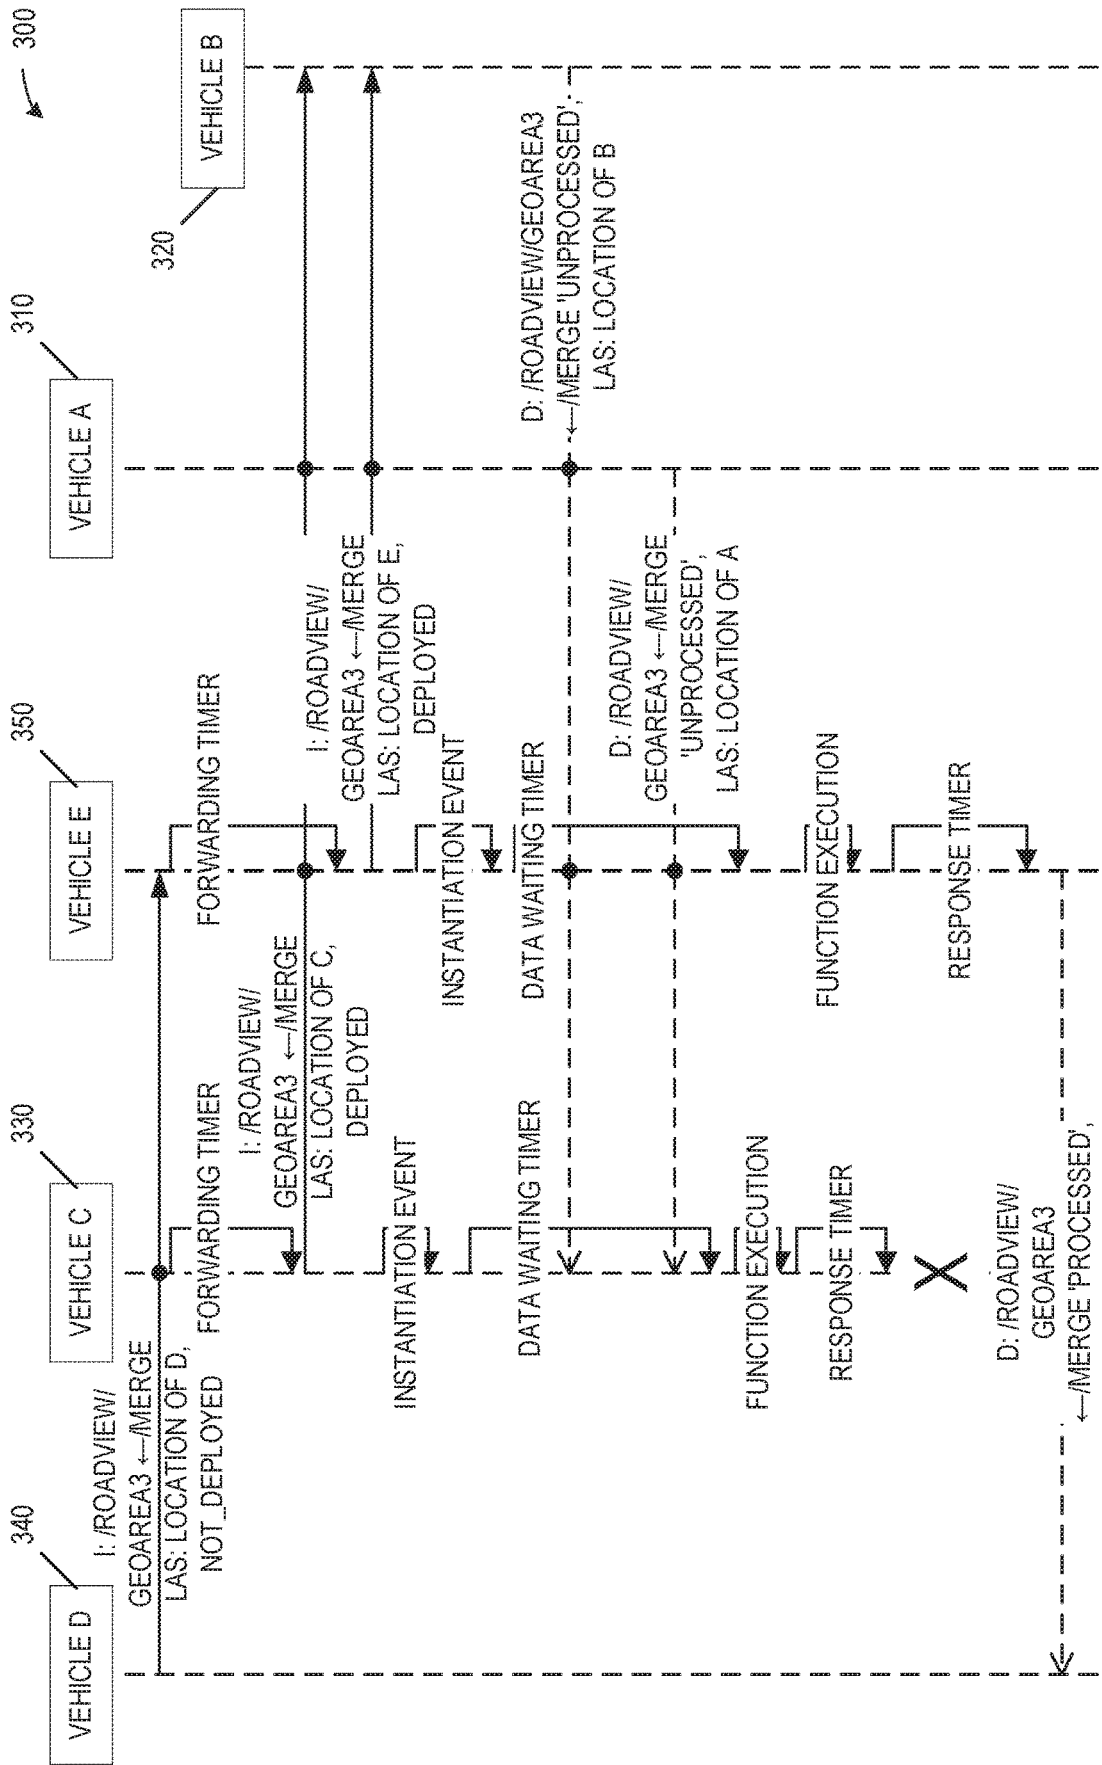 300
VEHICLE D
340
VEHICLE C
330
VEHICLE E
350
VEHICLE A
310
VEHICLE B
320
I: /ROADVIEW/
GEOAREA3 ←/MERGE
LAS: LOCATION OF D,
NOT_DEPLOYED
FORWARDING TIMER
FORWARDING TIMER
I: /ROADVIEW/
GEOAREA3 ←/MERGE
LAS: LOCATION OF C,
DEPLOYED
I: /ROADVIEW/
GEOAREA3 ←/MERGE
LAS: LOCATION OF E,
DEPLOYED
INSTANTIATION EVENT
INSTANTIATION EVENT
DATA WAITING TIMER
DATA WAITING TIMER
D: /ROADVIEW/GEOAREA3
←/MERGE 'UNPROCESSED',
LAS: LOCATION OF B
D: /ROADVIEW/
GEOAREA3 ←/MERGE
'UNPROCESSED',
LAS: LOCATION OF A
FUNCTION EXECUTION
FUNCTION EXECUTION
RESPONSE TIMER
RESPONSE TIMER
D: /ROADVIEW/
GEOAREA3
←/MERGE 'PROCESSED',